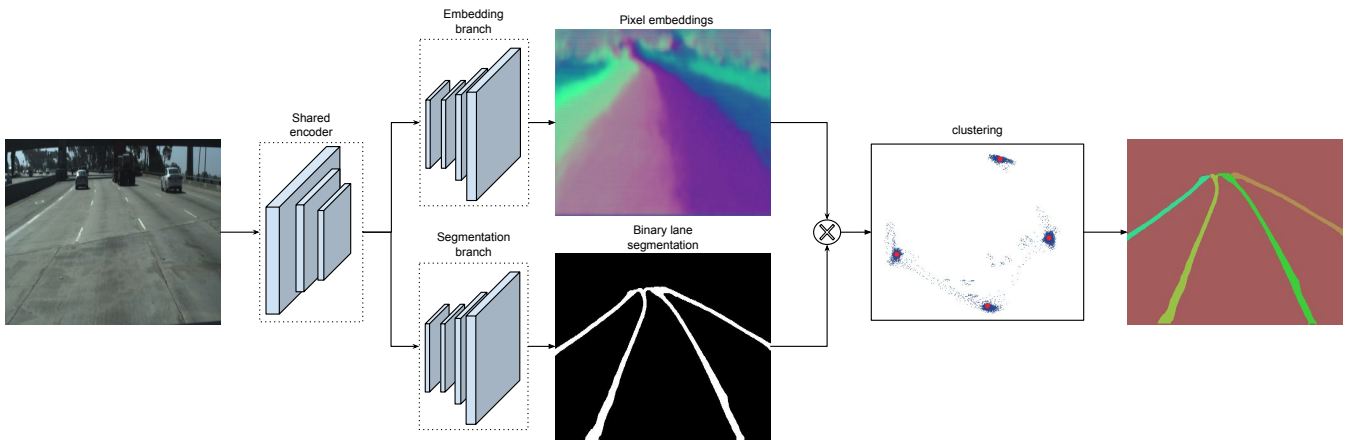 Embedding
branch
Pixel embeddings
Shared
encoder
clustering
Segmentation
branch
Binary lane
segmentation